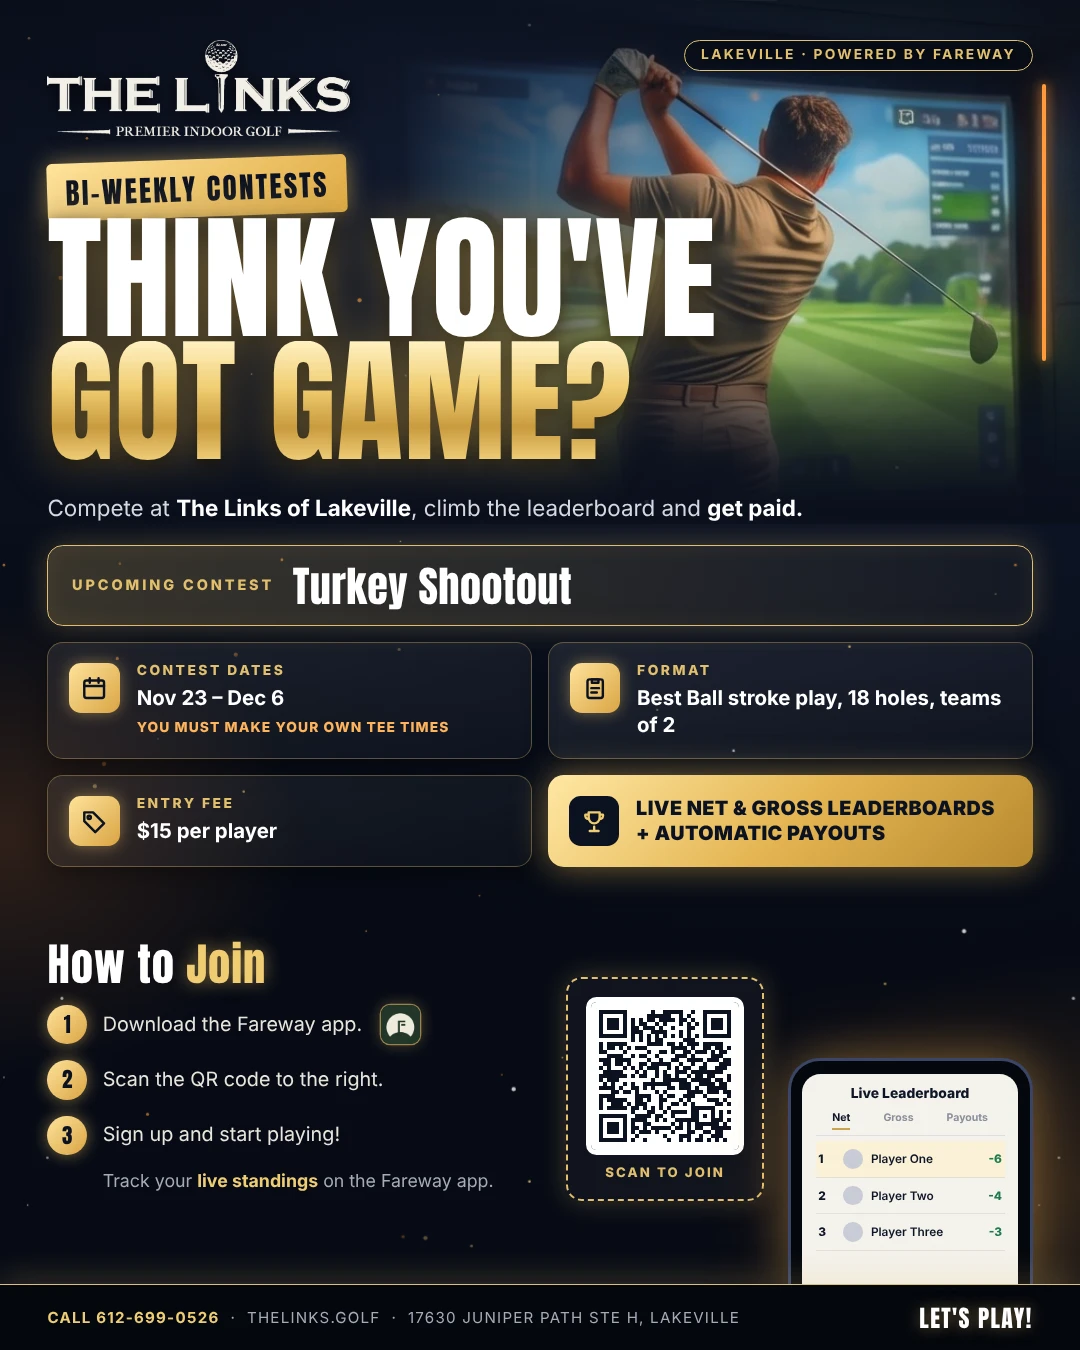 THE LINKS
PREMIER INDOOR GOLF
LAKEVILLE · POWERED BY FAREWAY
BI-WEEKLY CONTESTS
THINK YOU'VE
GOT GAME?
Compete at The Links of Lakeville, climb the leaderboard and get paid.
UPCOMING CONTEST Turkey Shootout
CONTEST DATES
Nov 23 – Dec 6
YOU MUST MAKE YOUR OWN TEE TIMES
FORMAT
Best Ball stroke play, 18 holes, teams
of 2
ENTRY FEE
$15 per player
LIVE NET & GROSS LEADERBOARDS
+ AUTOMATIC PAYOUTS
How to Join
1 Download the Fareway app.
2 Scan the QR code to the right.
3 Sign up and start playing!
Track your live standings on the Fareway app.
SCAN TO JOIN
Live Leaderboard
Net Gross Payouts
1 Player One -6
2 Player Two -4
3 Player Three -3
CALL 612-699-0526 · THELINKS.GOLF · 17630 JUNIPER PATH STE H, LAKEVILLE
LET'S PLAY!